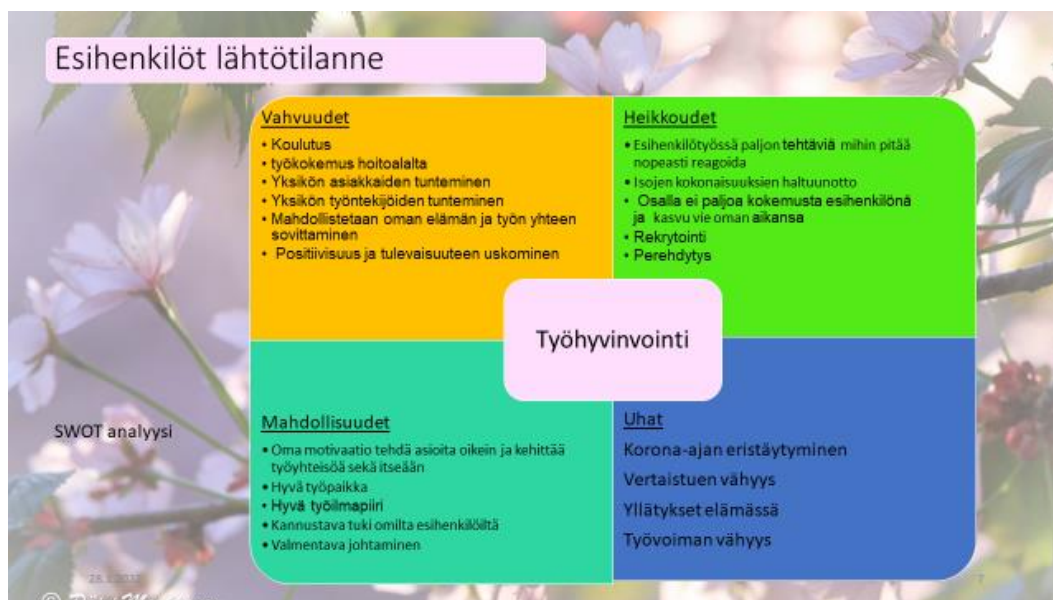 Esihenkilöt lähtötilanne
Vahvuudet
• Koulutus
• työkokemus hoitoalalta
• Yksikön asiakkaiden tunteminen
• Yksikön työntekijöiden tunteminen
• Mahdollistetaan oman elämän ja työn yhteen
sovittaminen
• Positiivisuus ja tulevaisuuteen uskominen
Heikkoudet
• Esihenkilötyössä paljon tehtäviä mihin pitää
nopeasti reagoida
• Isojen kokonaisuuksien haltuunotto
• Osalla ei paljoa kokemusta esihenkilönä
ja kasvu vie oman aikansa
• Rekrytointi
• Perehdytys
Työhyvinvointi
SWOT analyysi
Mahdollisuudet
• Oma motivaatio tehdä asioita oikein ja kehittää
työyhteisöä sekä itseään
• Hyvä työpaikka
• Hyvä työilmapiiri
• Kannustava tuki omilta esihenkilöiltä
• Valmentava johtaminen
Uhat
Korona-ajan eristäytyminen
Vertaistuen vähyys
Yllätykset elämässä
Työvoiman vähyys
7